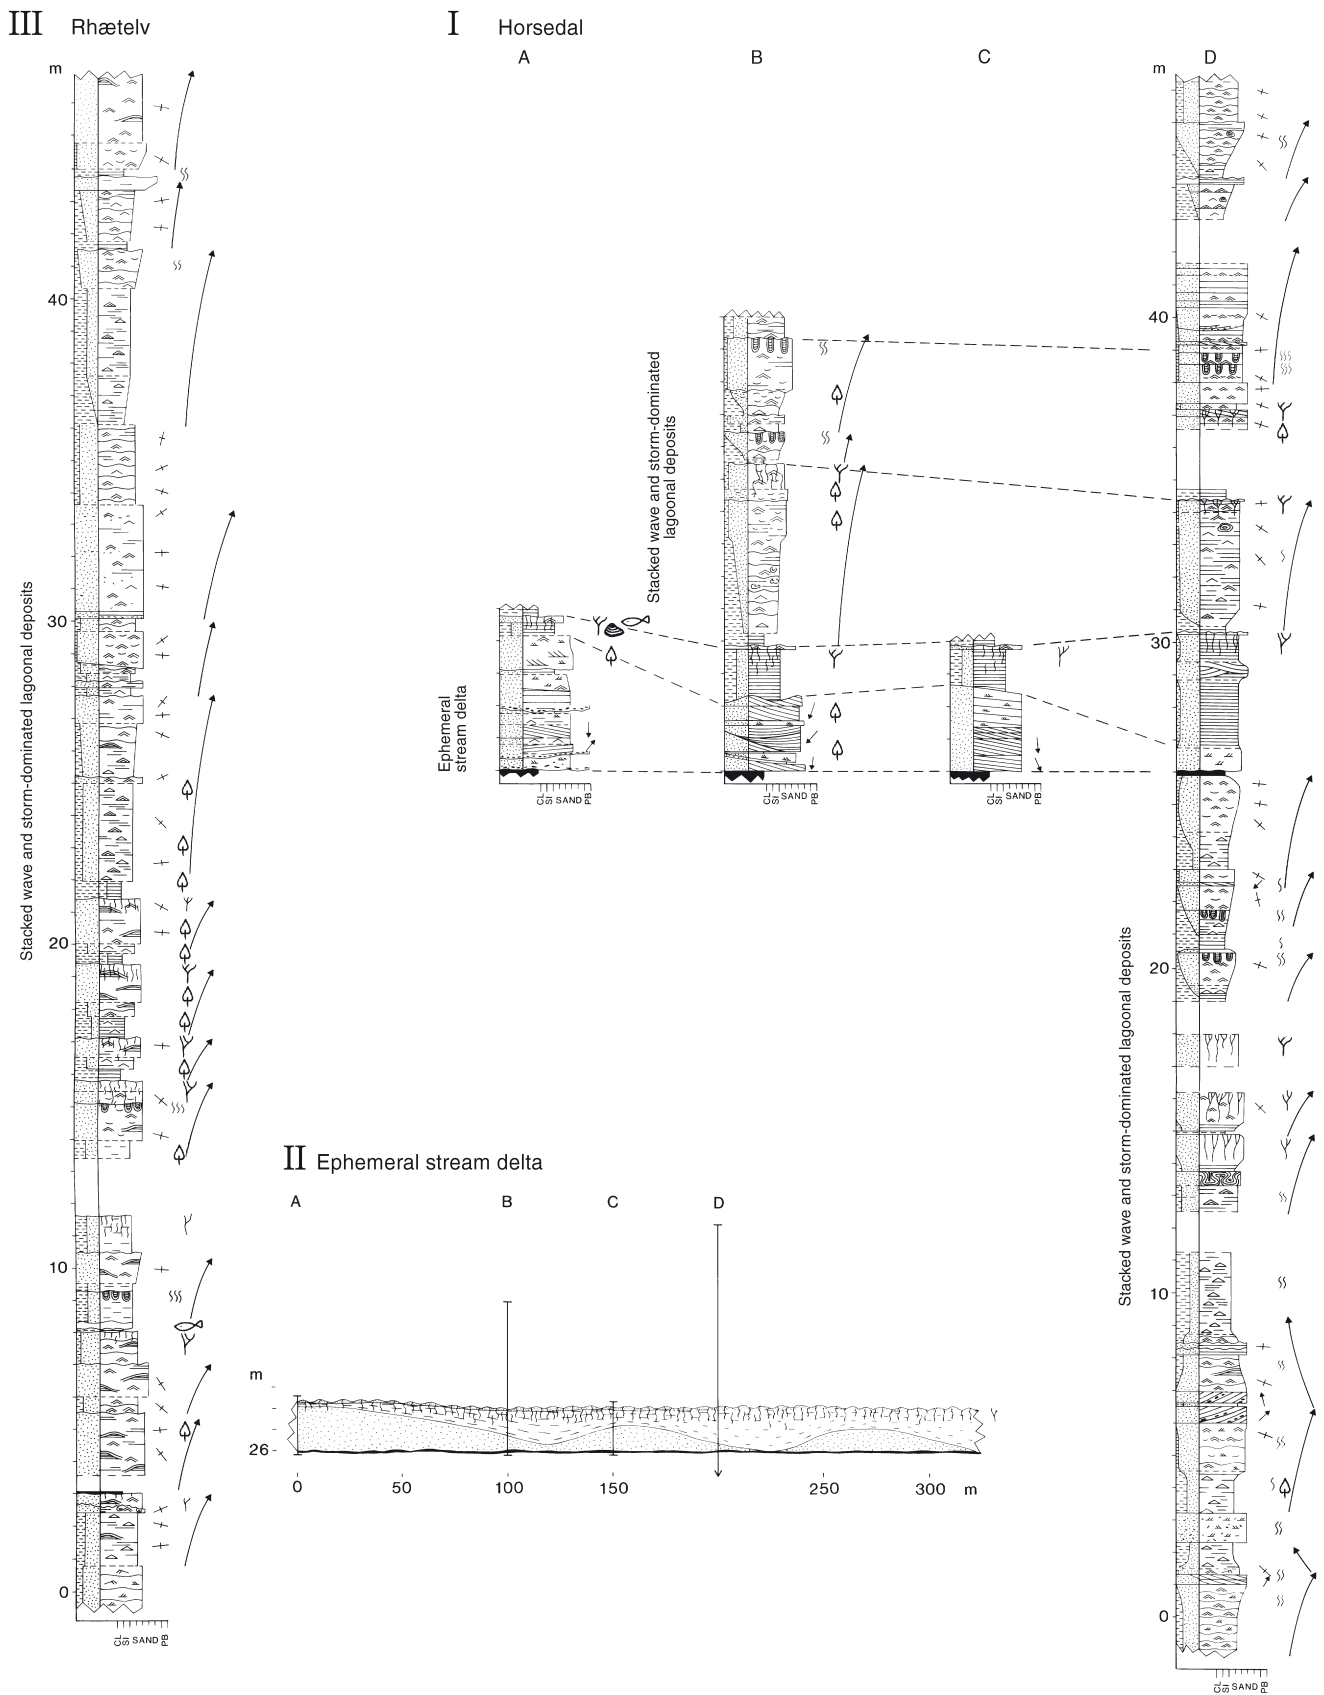 III Rhætelv
I Horsedal
A B C D
m
40
30
20
10
0
Stacked wave and storm-dominated lagoonal deposits
CL SI SAND PB
Ephemeral
stream delta
CL SI SAND PB
Stacked wave and storm-dominated
lagoonal deposits
CL SI SAND PB
CL SI SAND PB
m
40
30
20
10
0
Stacked wave and storm-dominated lagoonal deposits
CL SI SAND PB
II Ephemeral stream delta
A B C D
m
26
0 50 100 150 250 300 m